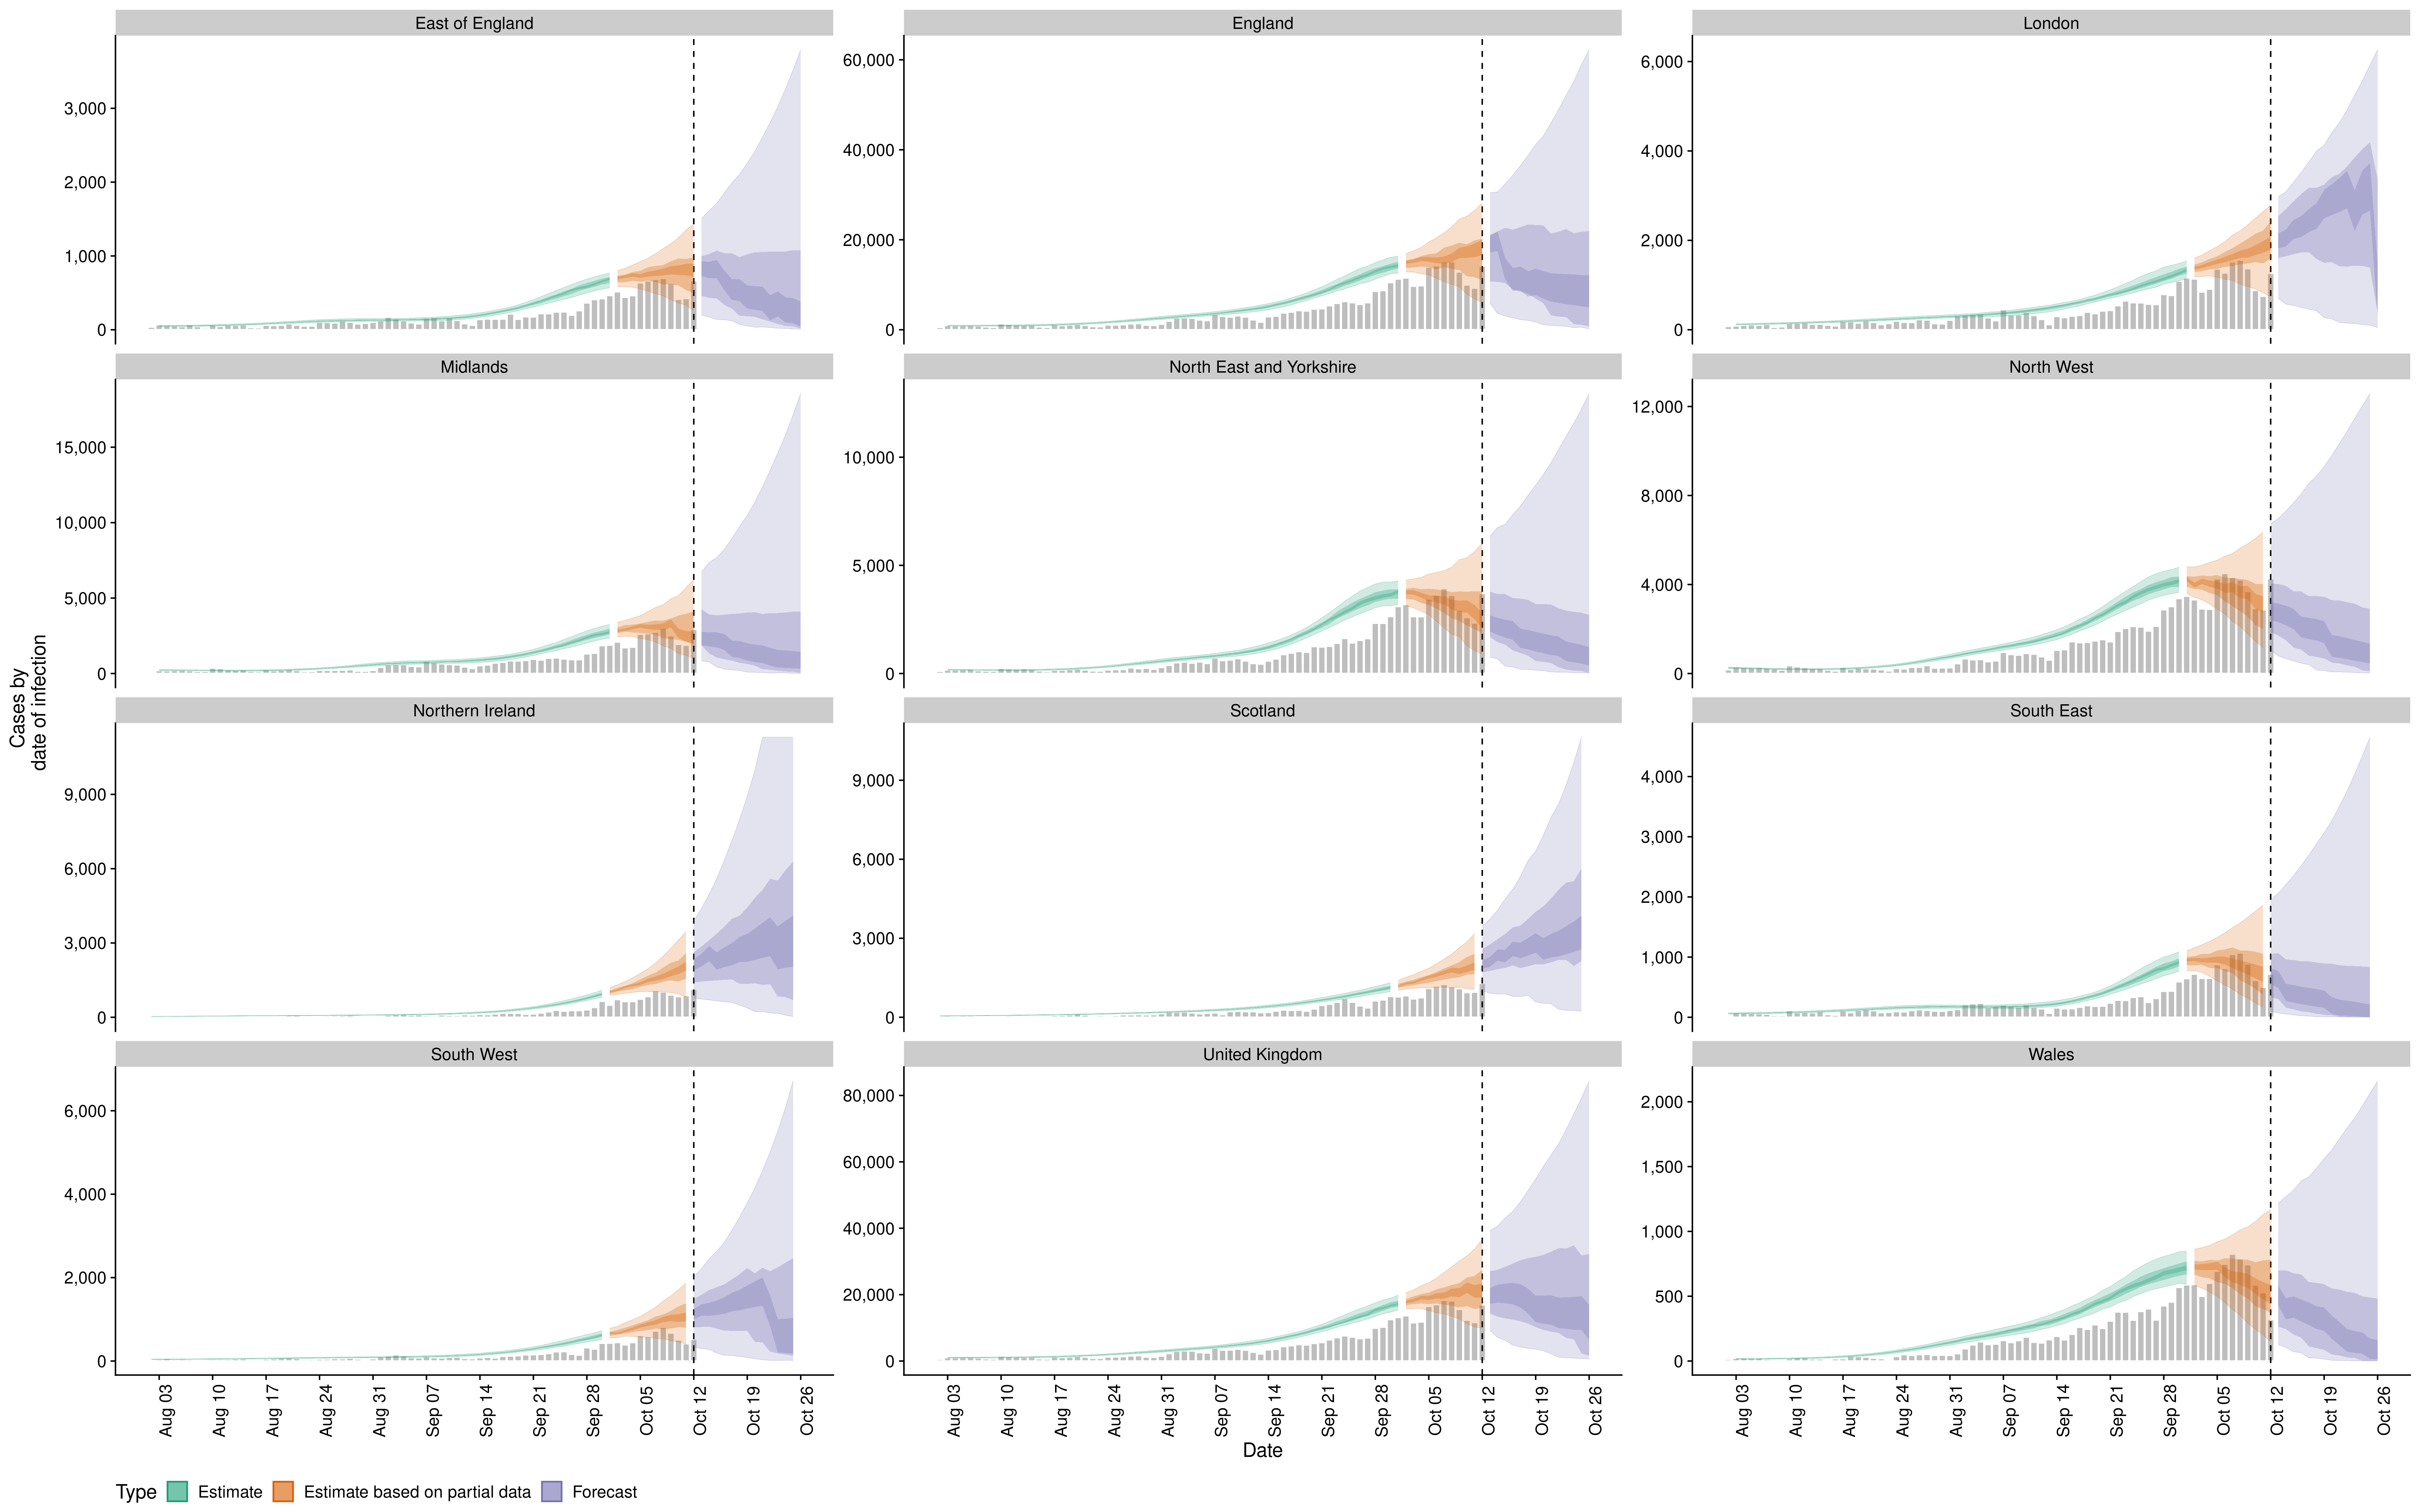 East of England
England
London
3,000
2,000
1,000
0
60,000
40,000
20,000
0
6,000
4,000
2,000
0
Midlands
North East and Yorkshire
North West
15,000
10,000
5,000
0
10,000
5,000
0
12,000
8,000
4,000
0
Cases by
date of infection
Northern Ireland
Scotland
South East
9,000
6,000
3,000
0
9,000
6,000
3,000
0
4,000
3,000
2,000
1,000
0
South West
United Kingdom
Wales
6,000
4,000
2,000
0
80,000
60,000
40,000
20,000
0
2,000
1,500
1,000
500
0
Aug 03 Aug 10 Aug 17 Aug 24 Aug 31 Sep 07 Sep 14 Sep 21 Sep 28 Oct 05 Oct 12 Oct 19 Oct 26
Aug 03 Aug 10 Aug 17 Aug 24 Aug 31 Sep 07 Sep 14 Sep 21 Sep 28 Oct 05 Oct 12 Oct 19 Oct 26
Aug 03 Aug 10 Aug 17 Aug 24 Aug 31 Sep 07 Sep 14 Sep 21 Sep 28 Oct 05 Oct 12 Oct 19 Oct 26
Date
Type Estimate Estimate based on partial data Forecast